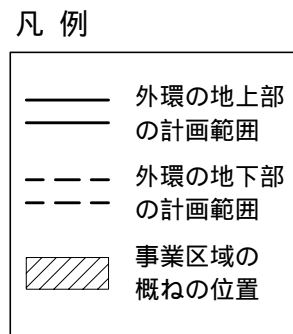 凡 例
外環の地上部
の計画範囲
外環の地下部
の計画範囲
事業区域の
概ねの位置